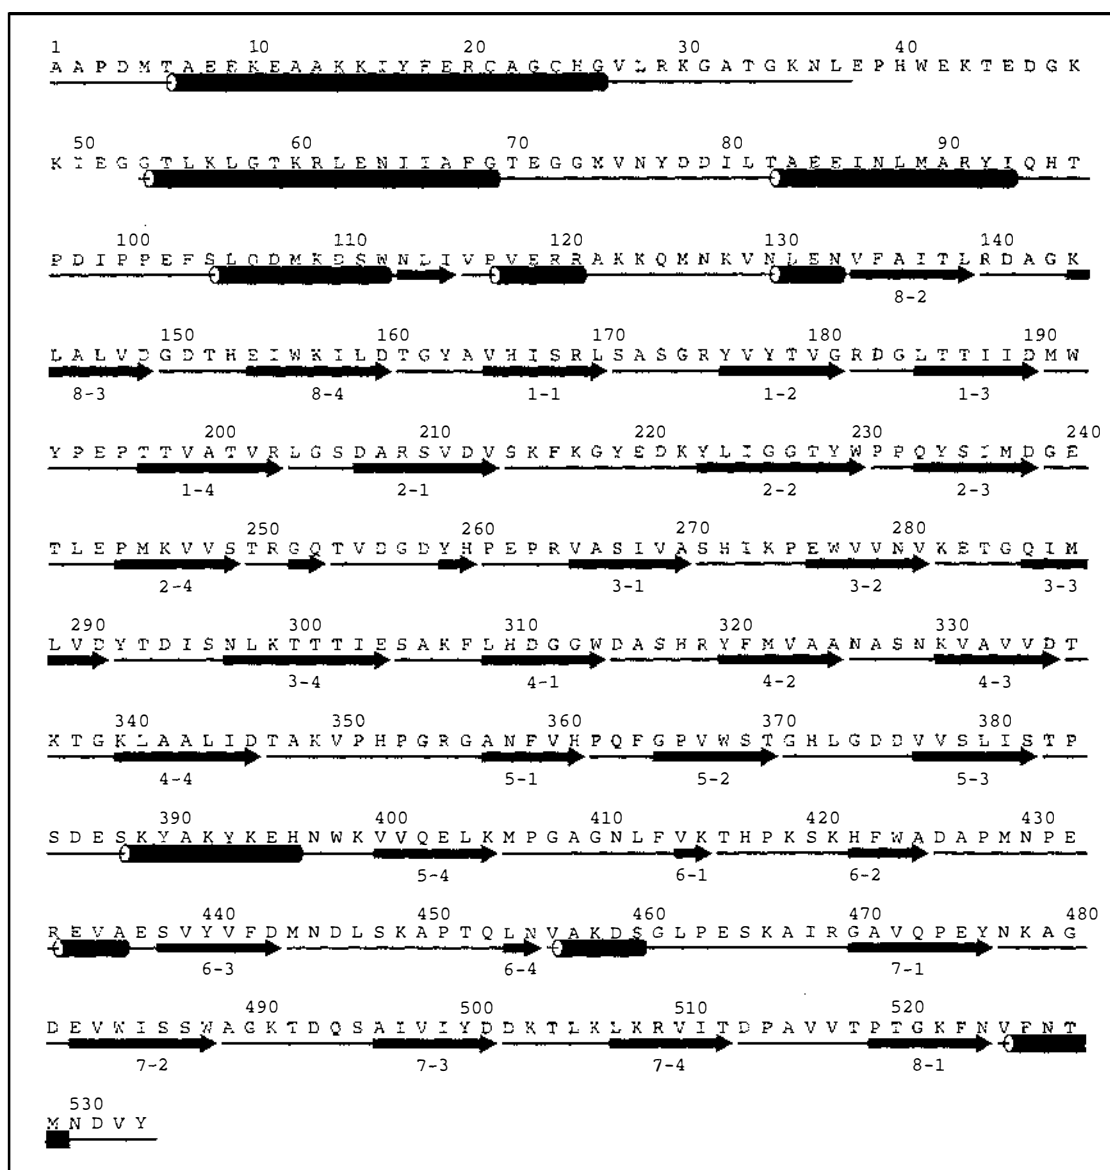 1 10 20 30 40
A A P D M T A E E K E A A K K I Y F E R C A G C H G V L R K G A T G K N L E P H W E K T E D G K
50 60 70 80 90
K I E G G T L K L G T K R L E N I I A F G T E G G M V N Y D D I L T A E E I N L M A R Y I Q H T
100 110 120 130 140
P D I P P E F S L Q D M K D S W N L I V P V E R R A K K Q M N K V N L E N V F A I T L R D A G K
8-2
150 160 170 180 190
L A L V D G D T H E I W K I L D T G Y A V H I S R L S A S G R Y V Y T V G R D G L T T I I D M W
8-3 8-4 1-1 1-2 1-3
200 210 220 230 240
Y P E P T T V A T V R L G S D A R S V D V S K F K G Y E D K Y L I G G T Y W P P Q Y S I M D G E
1-4 2-1 2-2 2-3
250 260 270 280
T L E P M K V V S T R G Q T V D G D Y H P E P R V A S I V A S H I K P E W V V N V K E T G Q I M
2-4 3-1 3-2 3-3
290 300 310 320 330
L V D Y T D I S N L K T T T I E S A K F L H D G G W D A S H R Y F M V A A N A S N K V A V V D T
3-4 4-1 4-2 4-3
340 350 360 370 380
K T G K L A A L I D T A K V P H P G R G A N F V H P Q F G P V W S T G H L G D D V V S L I S T P
4-4 5-1 5-2 5-3
390 400 410 420 430
S D E S K Y A K Y K E H N W K V V Q E L K M P G A G N L F V K T H P K S K H F W A D A P M N P E
5-4 6-1 6-2
440 450 460 470 480
R E V A E S V Y V F D M N D L S K A P T Q L N V A K D S G L P E S K A I R G A V Q P E Y N K A G
6-3 6-4 7-1
490 500 510 520
D E V W I S S W A G K T D Q S A I V I Y D D K T L K L K R V I T D P A V V T P T G K F N V F N T
7-2 7-3 7-4 8-1
530
M N D V Y